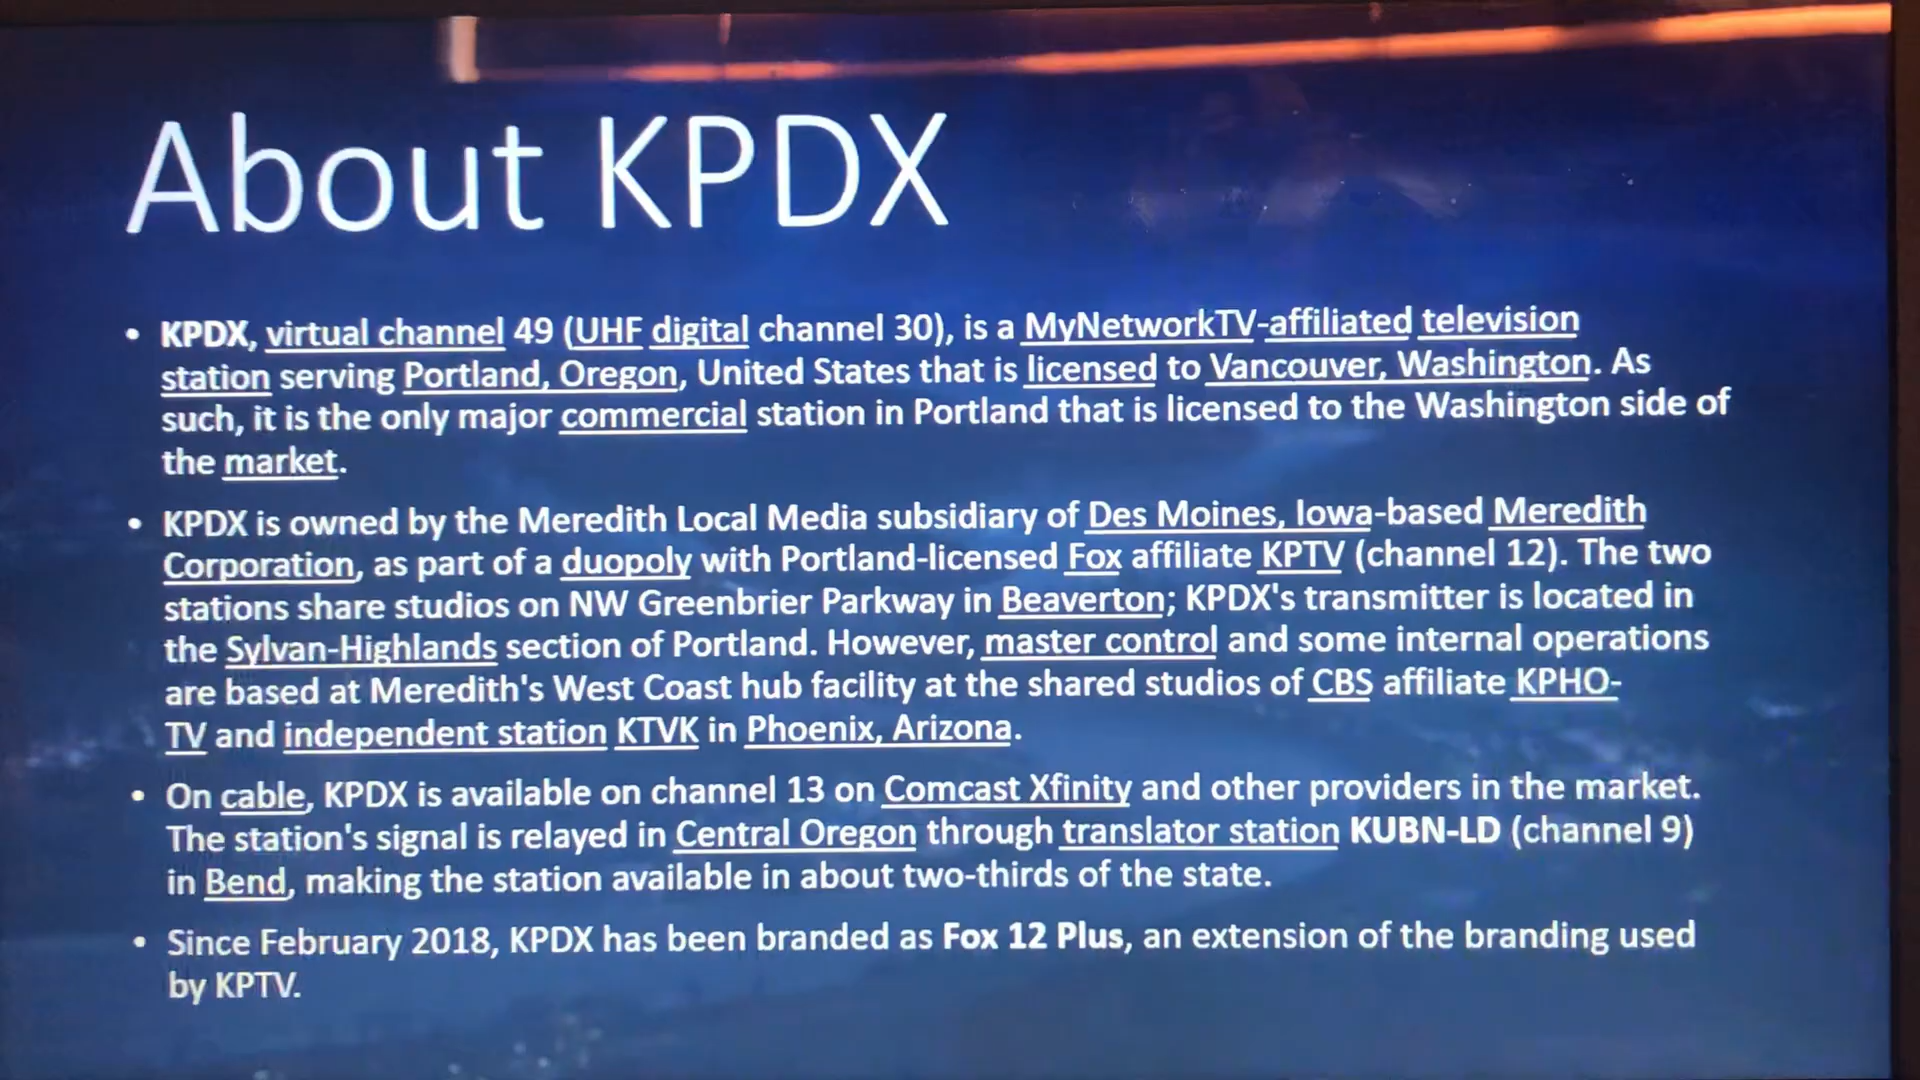 About KPDX
• KPDX, virtual channel 49 (UHF digital channel 30), is a MyNetworkTV-affiliated television
station serving Portland, Oregon, United States that is licensed to Vancouver, Washington. As
such, it is the only major commercial station in Portland that is licensed to the Washington side of
the market.
• KPDX is owned by the Meredith Local Media subsidiary of Des Moines, Iowa-based Meredith
Corporation, as part of a duopoly with Portland-licensed Fox affiliate KPTV (channel 12). The two
stations share studios on NW Greenbrier Parkway in Beaverton; KPDX's transmitter is located in
the Sylvan-Highlands section of Portland. However, master control and some internal operations
are based at Meredith's West Coast hub facility at the shared studios of CBS affiliate KPHO-
TV and independent station KTVK in Phoenix, Arizona.
• On cable, KPDX is available on channel 13 on Comcast Xfinity and other providers in the market.
The station's signal is relayed in Central Oregon through translator station KUBN-LD (channel 9)
in Bend, making the station available in about two-thirds of the state.
• Since February 2018, KPDX has been branded as Fox 12 Plus, an extension of the branding used
by KPTV.